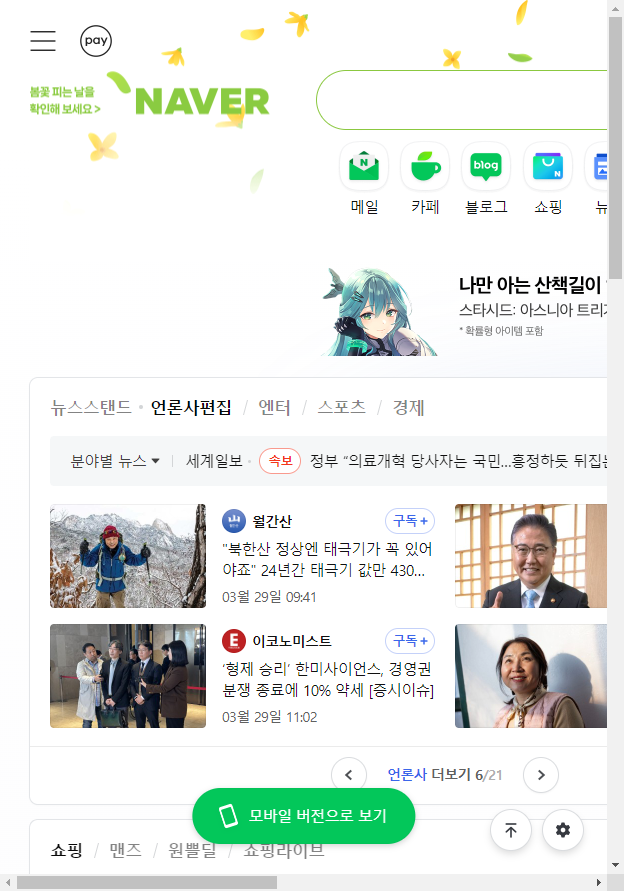 pay
봄꽃 피는 날을
확인해 보세요 >
NAVER
N
blog
N
메일
카페
블로그
쇼핑
뉴
나만 아는 산책길이
스타시드: 아스니아 트리거
* 확률형 아이템 포함
뉴스스탠드 · 언론사편집 / 엔터 / 스포츠 / 경제
분야별 뉴스 세계일보 · 속보 정부 “의료개혁 당사자는 국민…흥정하듯 뒤집는
월간산 구독 +
"북한산 정상엔 태극기가 꼭 있어
야죠" 24년간 태극기 값만 430...
03월 29일 09:41
E 이코노미스트 구독 +
‘형제 승리’ 한미사이언스, 경영권
분쟁 종료에 10% 약세 [증시이슈]
03월 29일 11:02
< 언론사 더보기 6/21 >
모바일 버전으로 보기
쇼핑 / 맨즈 / 원쁠딜 / 쇼핑라이브